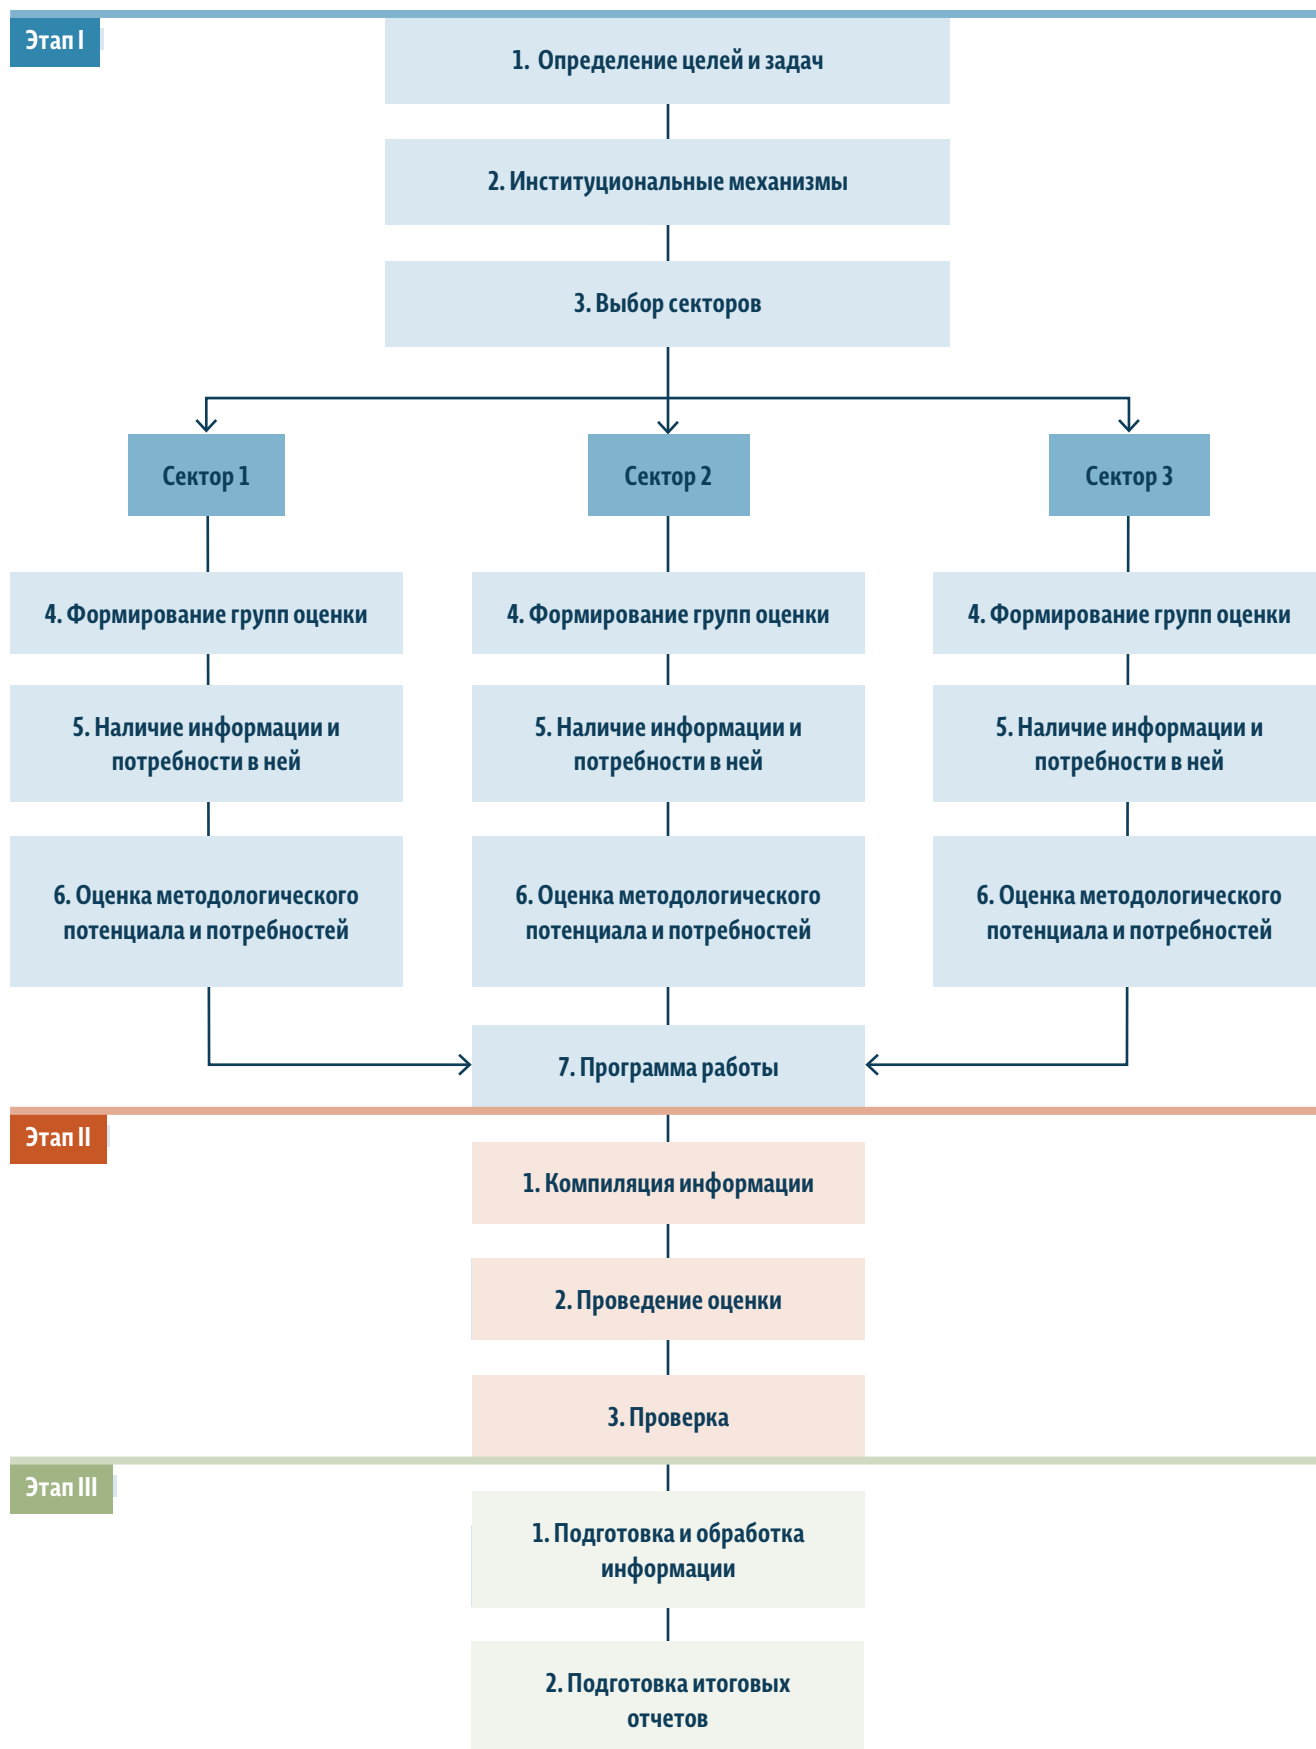 Этап I
1. Определение целей и задач
2. Институциональные механизмы
3. Выбор секторов
Сектор 1
Сектор 2
Сектор 3
4. Формирование групп оценки
4. Формирование групп оценки
4. Формирование групп оценки
5. Наличие информации и
потребности в ней
5. Наличие информации и
потребности в ней
5. Наличие информации и
потребности в ней
6. Оценка методологического
потенциала и потребностей
6. Оценка методологического
потенциала и потребностей
6. Оценка методологического
потенциала и потребностей
7. Программа работы
Этап II
1. Компиляция информации
2. Проведение оценки
3. Проверка
Этап III
1. Подготовка и обработка
информации
2. Подготовка итоговых
отчетов